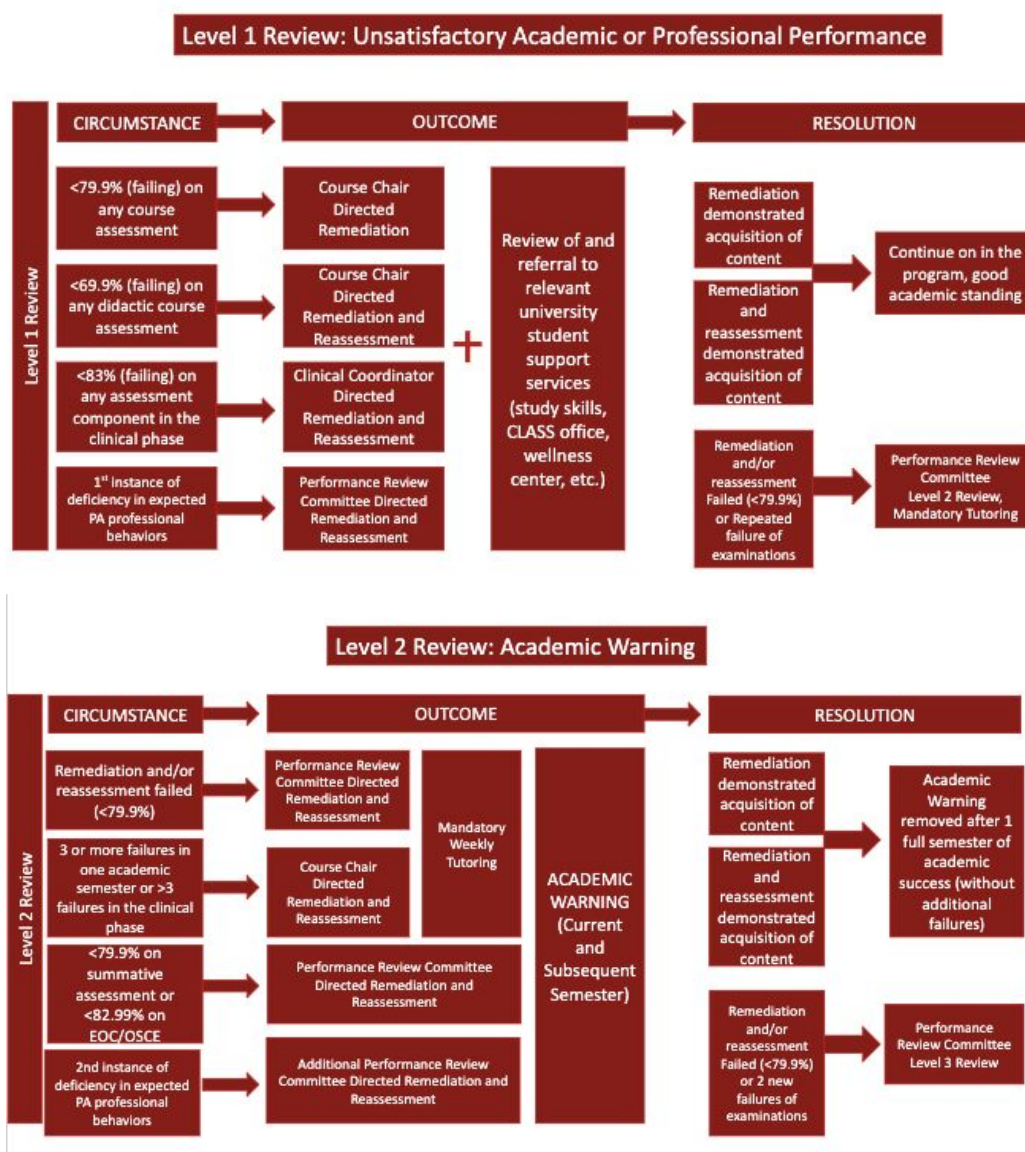 Level 1 Review: Unsatisfactory Academic or Professional Performance
Level 1 Review
CIRCUMSTANCE
OUTCOME
RESOLUTION
<79.9% (failing) on
any course
assessment
Course Chair
Directed
Remediation
<69.9% (failing) on
any didactic course
assessment
Course Chair
Directed
Remediation and
Reassessment
<83% (failing) on
any assessment
component in the
clinical phase
Clinical Coordinator
Directed
Remediation and
Reassessment
1st instance of
deficiency in expected
PA professional
behaviors
Performance Review
Committee Directed
Remediation and
Reassessment
+
Review of and
referral to
relevant
university
student
support
services
(study skills,
CLASS office,
wellness
center, etc.)
Remediation
demonstrated
acquisition of
content
Remediation
and
reassessment
demonstrated
acquisition of
content
Continue on in the
program, good
academic standing
Remediation
and/or
reassessment
Failed (<79.9%)
or Repeated
failure of
examinations
Performance Review
Committee
Level 2 Review,
Mandatory Tutoring
Level 2 Review: Academic Warning
Level 2 Review
CIRCUMSTANCE
OUTCOME
RESOLUTION
Remediation and/or
reassessment failed
(<79.9%)
Performance Review
Committee Directed
Remediation and
Reassessment
3 or more failures in
one academic
semester or >3
failures in the clinical
phase
Course Chair
Directed
Remediation and
Reassessment
Mandatory
Weekly
Tutoring
<79.9% on
summative
assessment or
<82.99% on
EOC/OSCE
Performance Review Committee
Directed Remediation and
Reassessment
2nd instance of
deficiency in expected
PA professional
behaviors
Additional Performance Review
Committee Directed Remediation and
Reassessment
ACADEMIC
WARNING
(Current
and
Subsequent
Semester)
Remediation
demonstrated
acquisition of
content
Remediation
and
reassessment
demonstrated
acquisition of
content
Academic
Warning
removed after 1
full semester of
academic
success (without
additional
failures)
Remediation
and/or
reassessment
Failed (<79.9%)
or 2 new
failures of
examinations
Performance
Review Committee
Level 3 Review